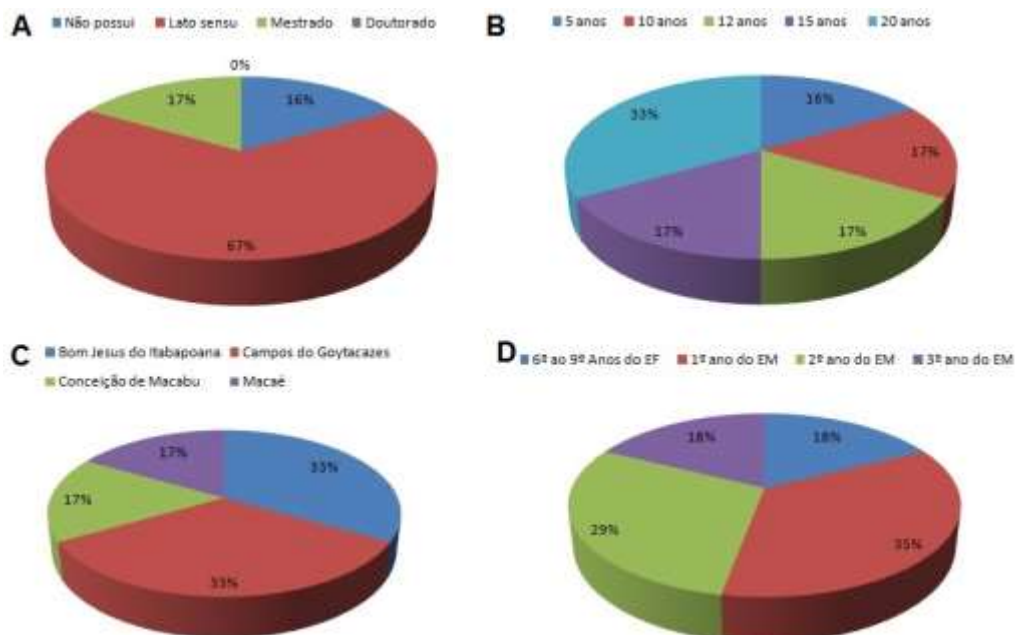 A
Não possui Lato sensu Mestrado Doutorado
0%
17% 16%
67%
B
5 anos 10 anos 12 anos 15 anos 20 anos
16%
33%
17%
17% 17%
C
Bom Jesus do Itabapoana Campos do Goytacazes
Conceição de Macabu Macaé
17% 33%
17%
33%
D
6º ao 9º Anos do EF 1º ano do EM 2º ano do EM 3º ano do EM
18% 18%
29% 35%